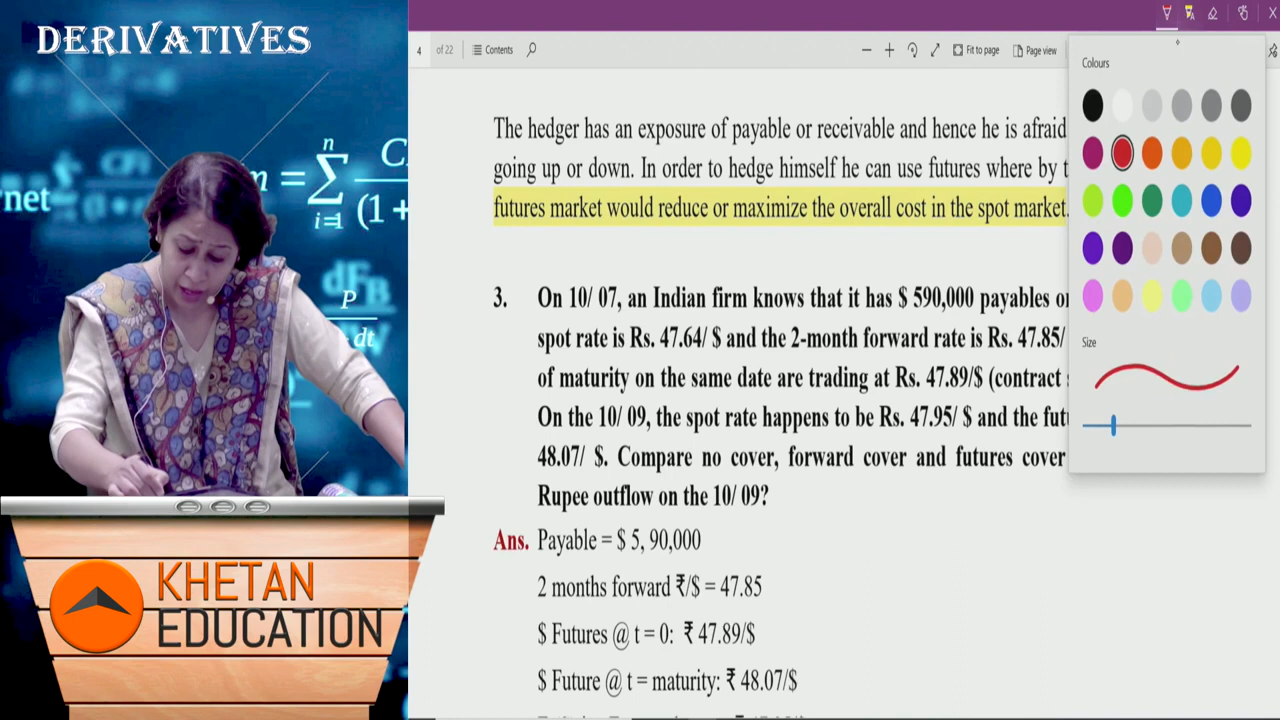 DERIVATIVES
4 of 22 Contents Fit to page Page view
Colours
The hedger has an exposure of payable or receivable and hence he is afraid
going up or down. In order to hedge himself he can use futures where by t
futures market would reduce or maximize the overall cost in the spot market.
3. On 10/ 07, an Indian firm knows that it has $ 590,000 payables
spot rate is Rs. 47.64/ $ and the 2-month forward rate is Rs. 47.85/
of maturity on the same date are trading at Rs. 47.89/$ (contract
On the 10/ 09, the spot rate happens to be Rs. 47.95/ $ and the
48.07/ $. Compare no cover, forward cover and futures cover
Rupee outflow on the 10/ 09?
Size
Ans. Payable = $ 5, 90,000
2 months forward ₹/$ = 47.85
$ Futures @ t = 0: ₹ 47.89/$
$ Future @ t = maturity: ₹ 48.07/$
KHETAN
EDUCATION
net
n
= Σ
i=1
(1 +
P
dt